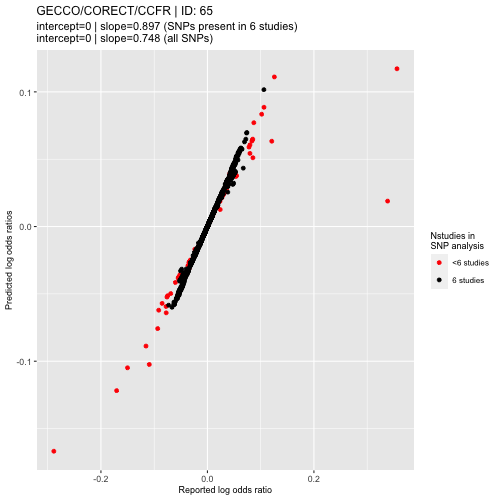 GECCO/CORECT/CCFR | ID: 65
intercept=0 | slope=0.897 (SNPs present in 6 studies)
intercept=0 | slope=0.748 (all SNPs)
0.1
0.0
-0.1
Predicted log odds ratios
-0.2
0.0
0.2
Reported log odds ratio
Nstudies in
SNP analysis
<6 studies
6 studies